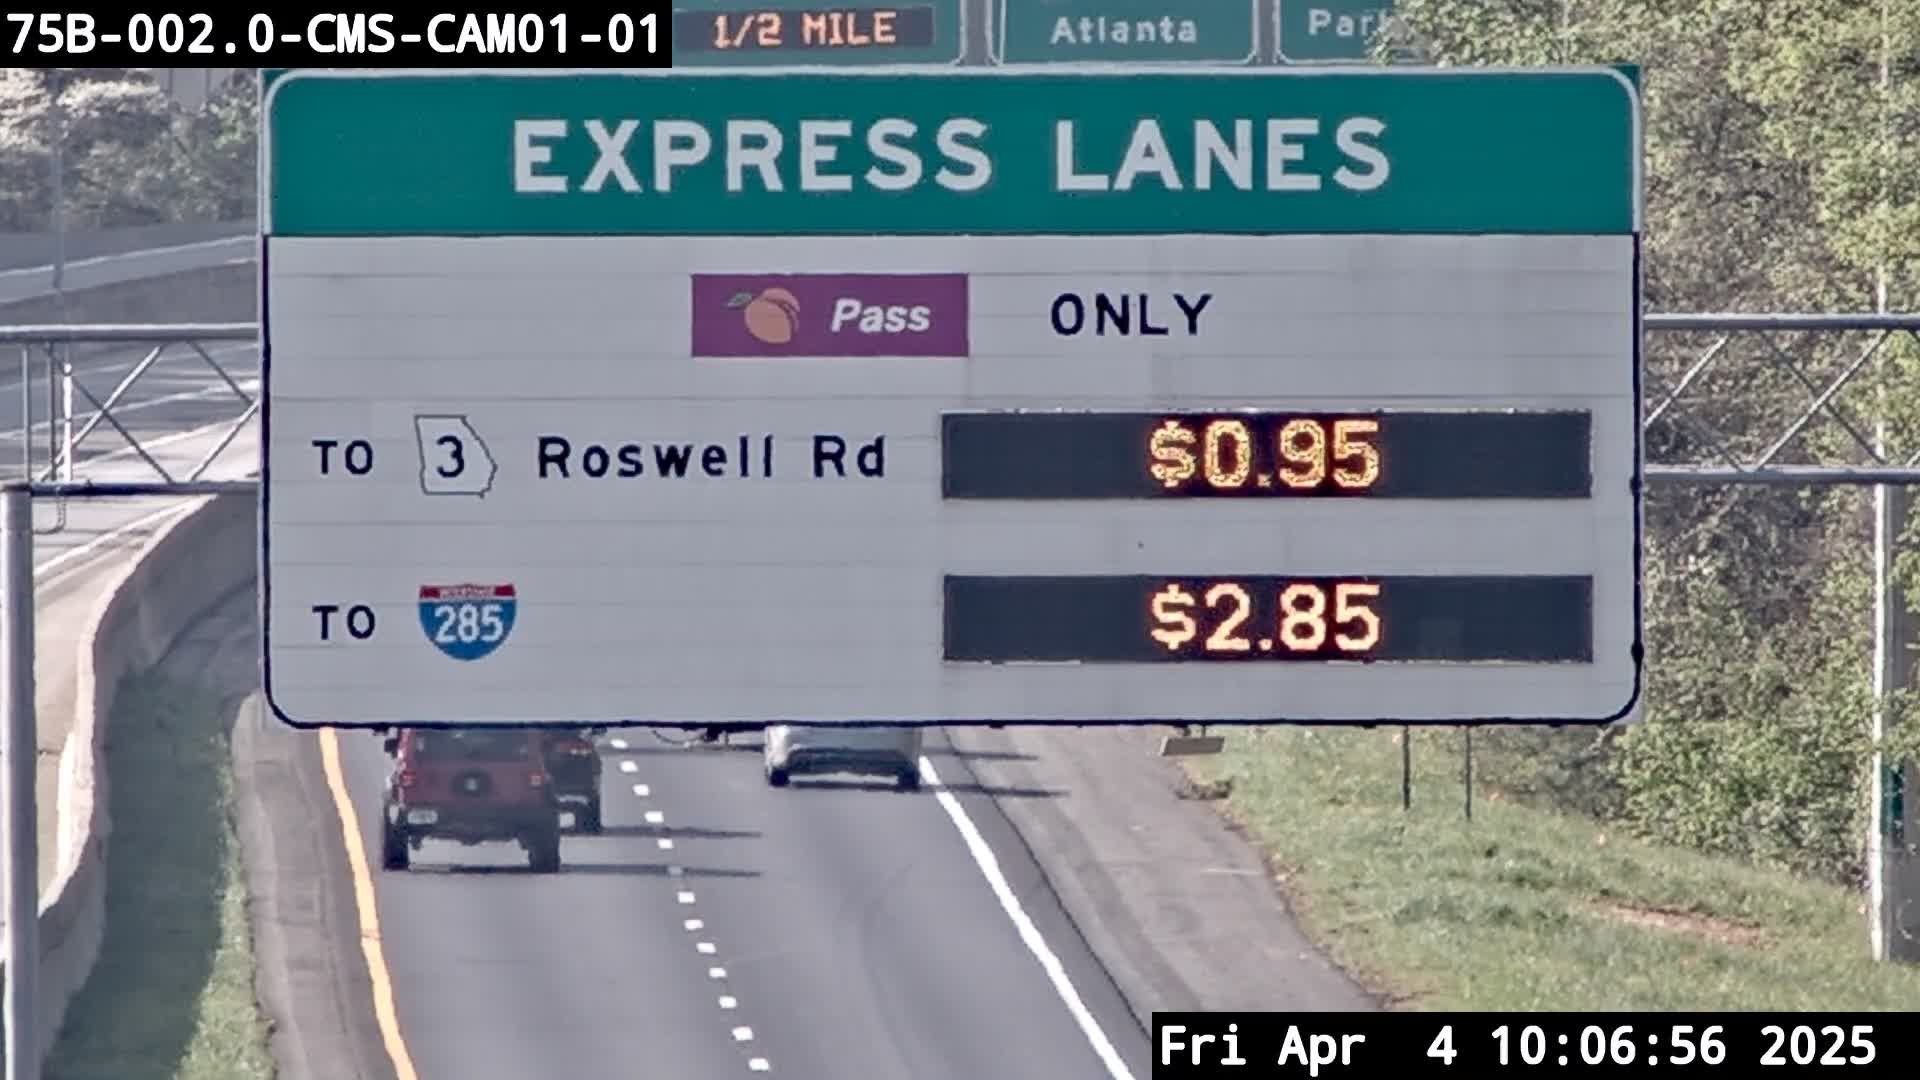 75B-002.0-CMS-CAM01-01
1/2 MILE
Atlanta
EXPRESS LANES
Pass ONLY
TO 3 Roswell Rd $0.95
TO INTERSTATE 285 $2.85
Fri Apr 4 10:06:56 2025